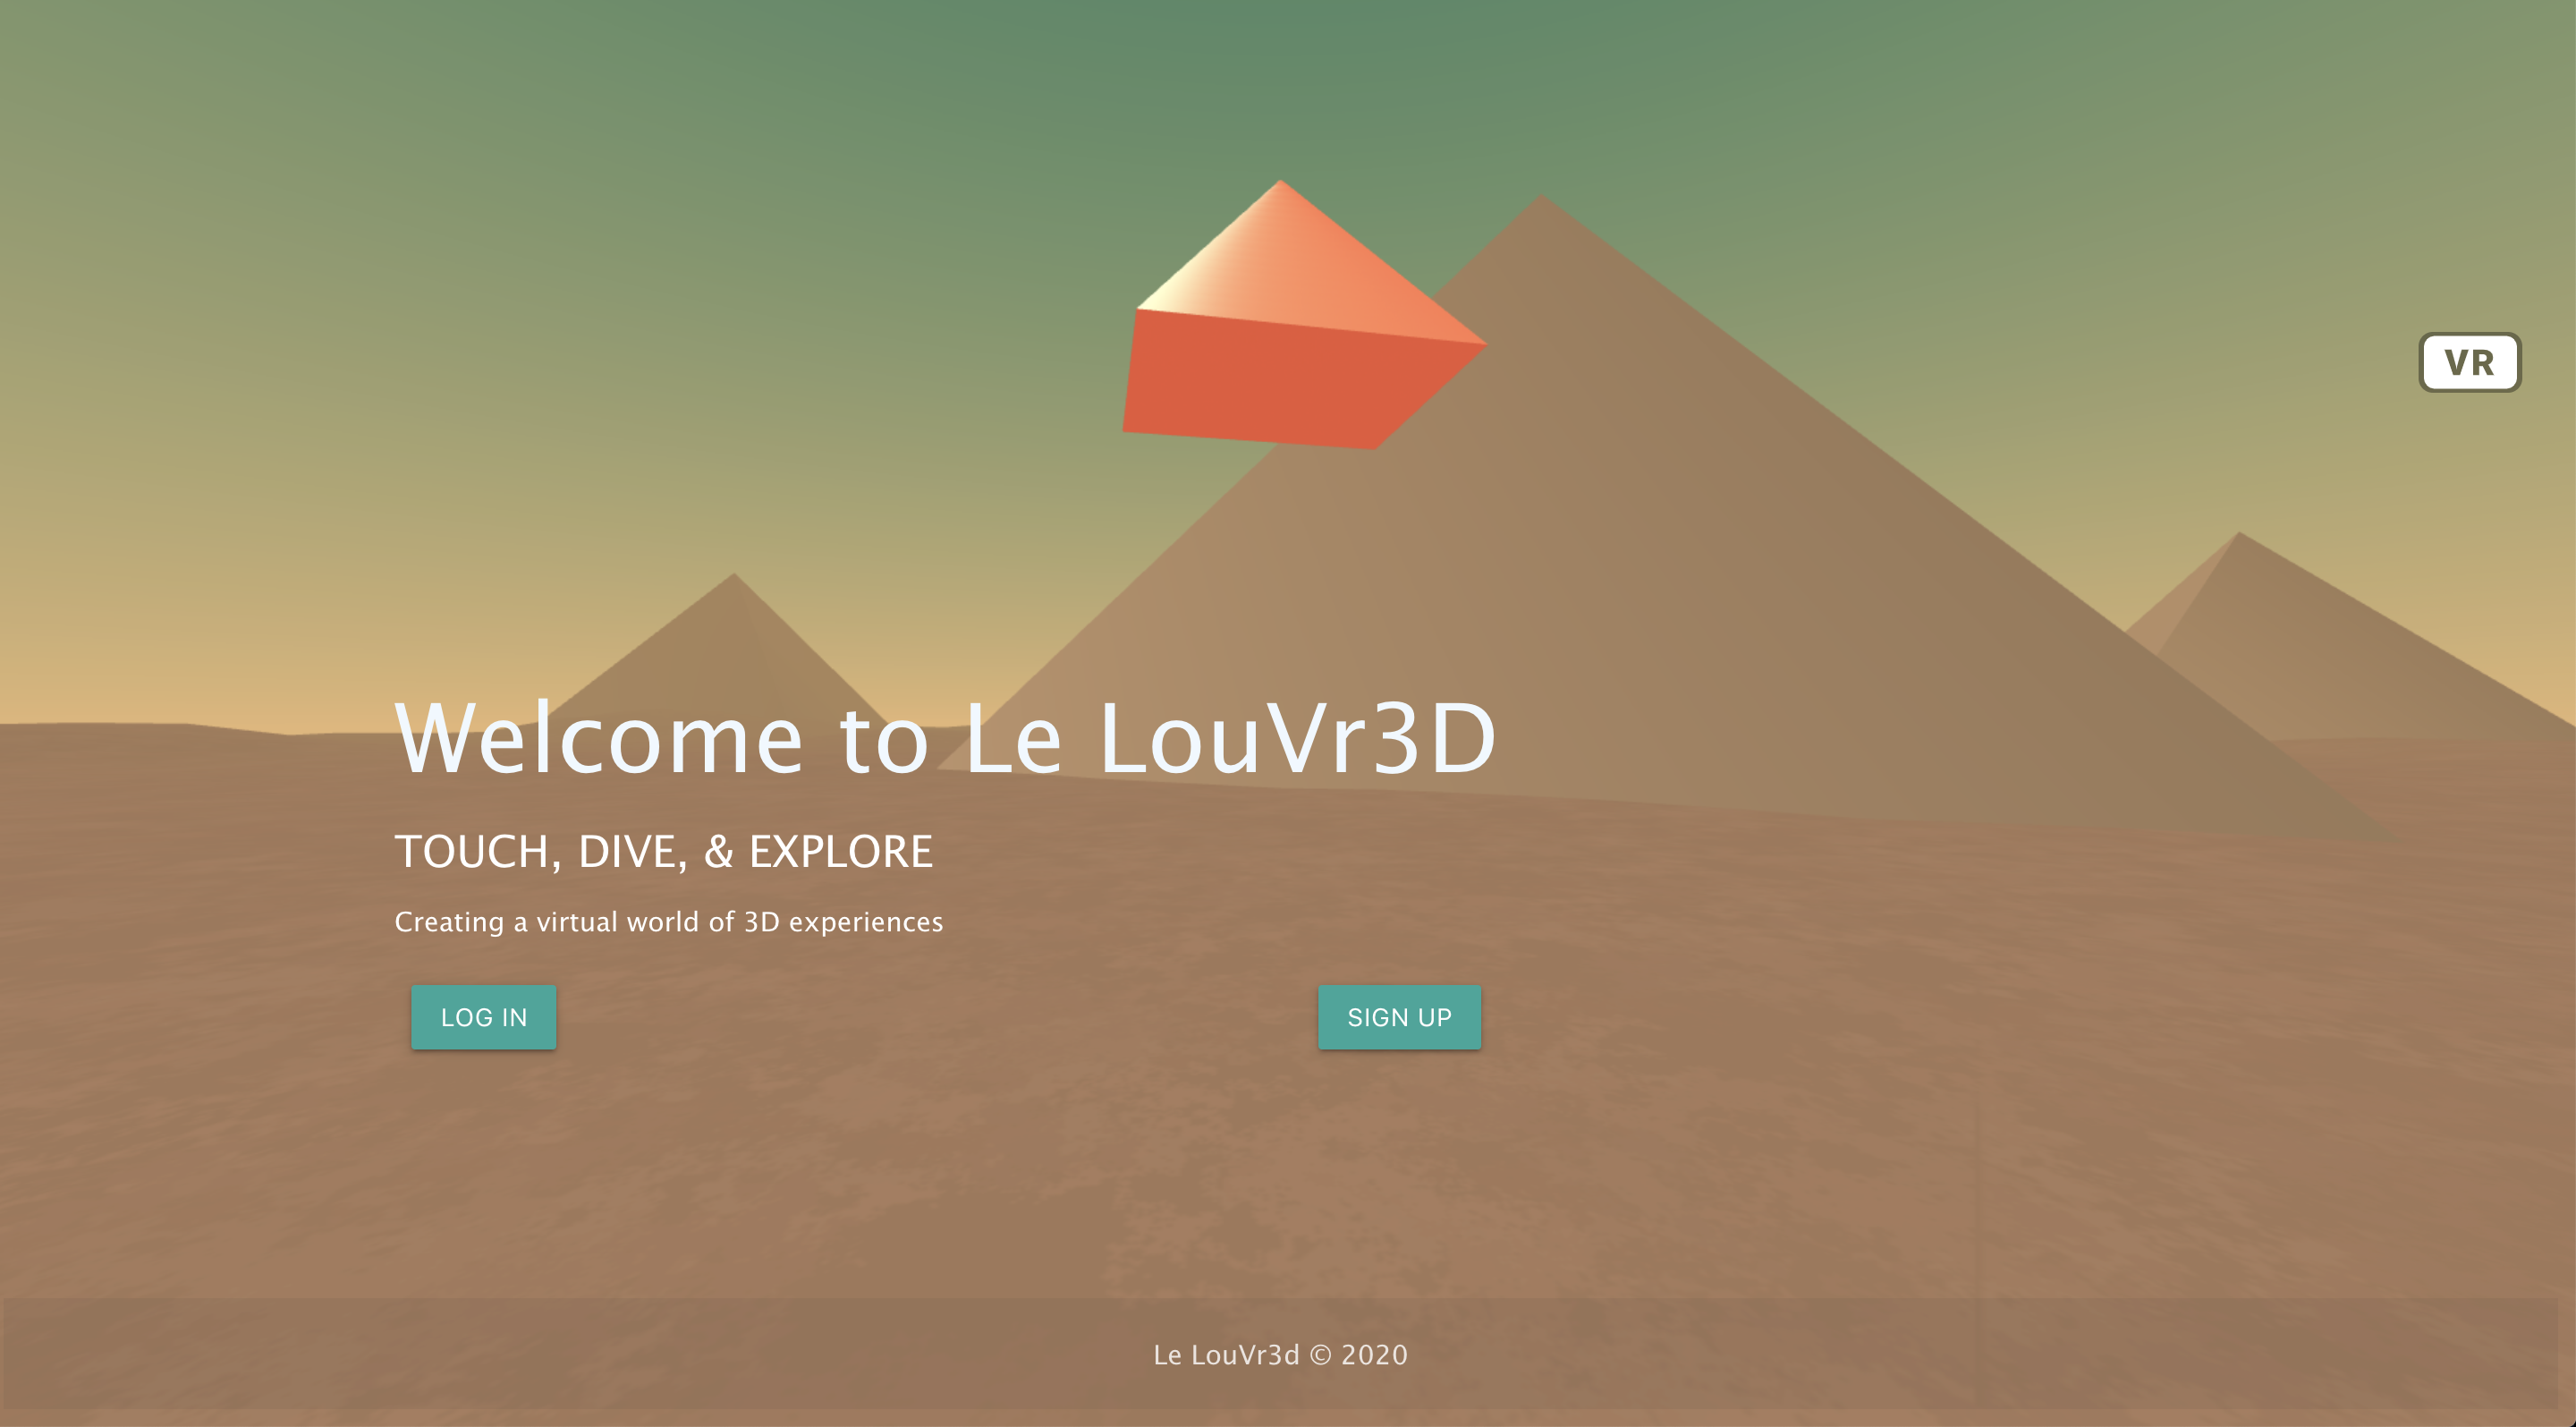 VR
Welcome to Le LouVr3D
TOUCH, DIVE, & EXPLORE
Creating a virtual world of 3D experiences
LOG IN
SIGN UP
Le LouVr3d © 2020